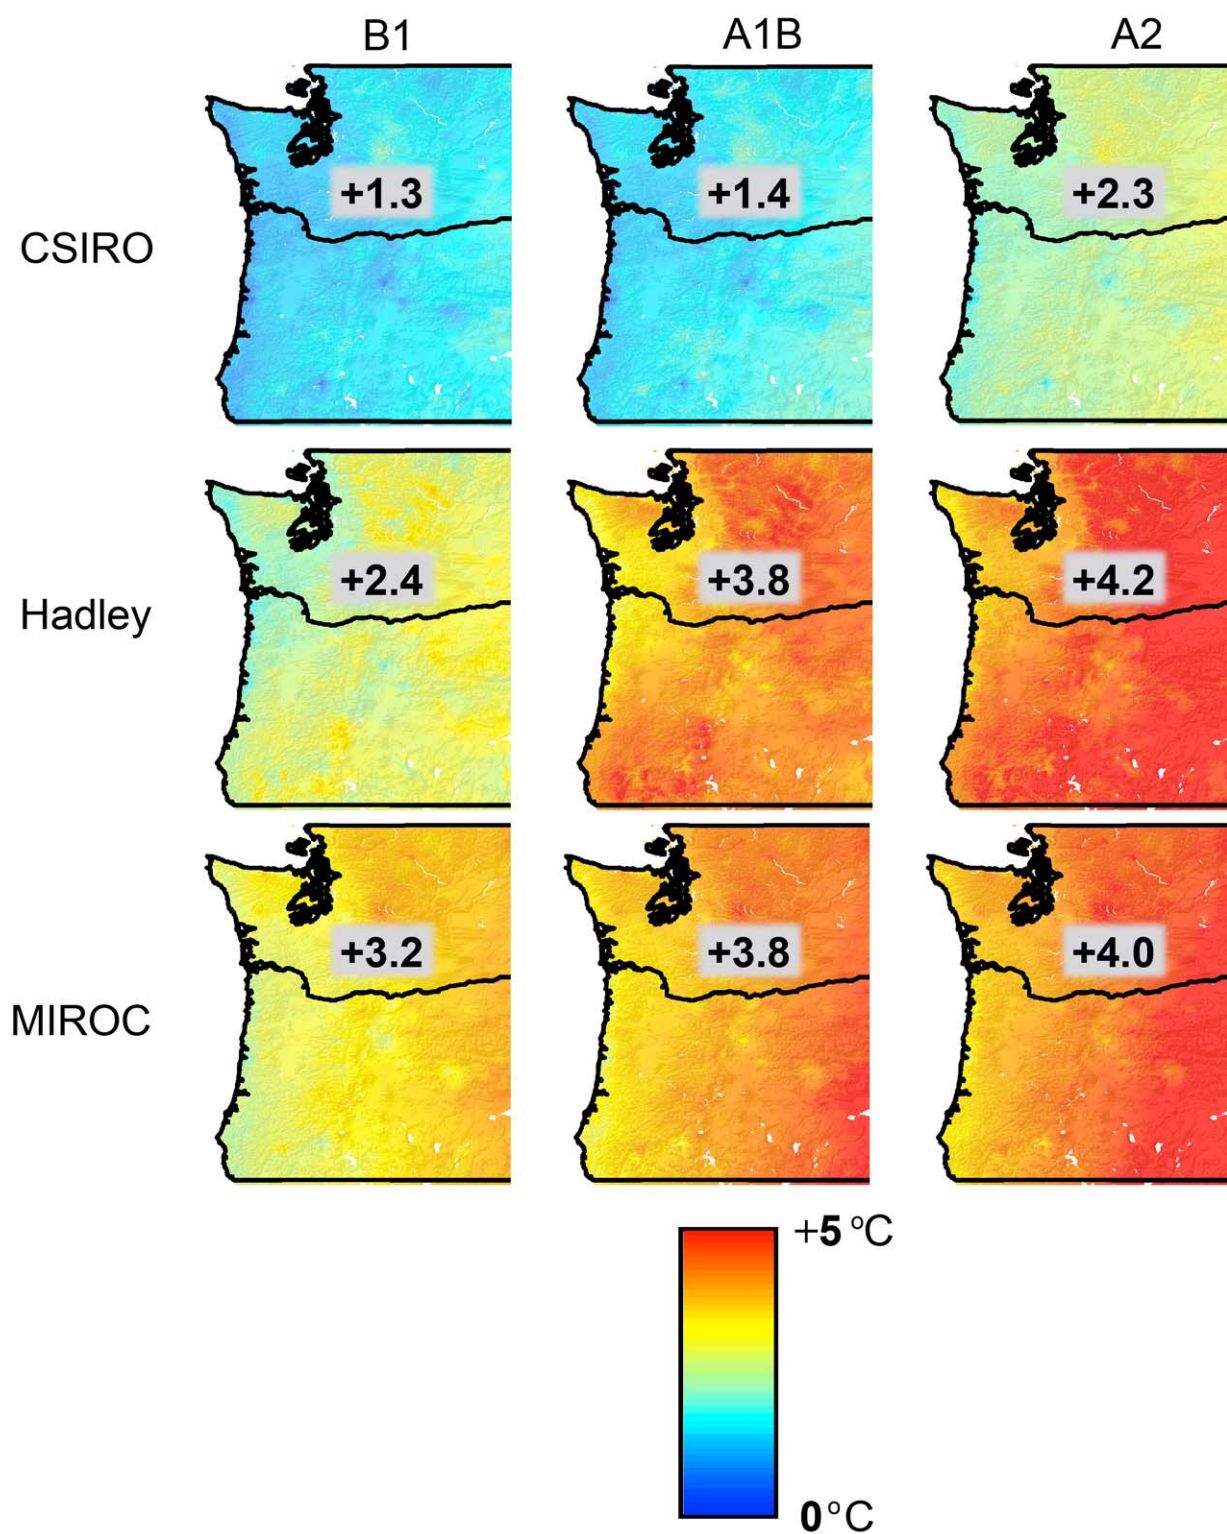 B1 A1B A2
CSIRO +1.3 +1.4 +2.3
Hadley +2.4 +3.8 +4.2
MIROC +3.2 +3.8 +4.0
+5 °C
0 °C